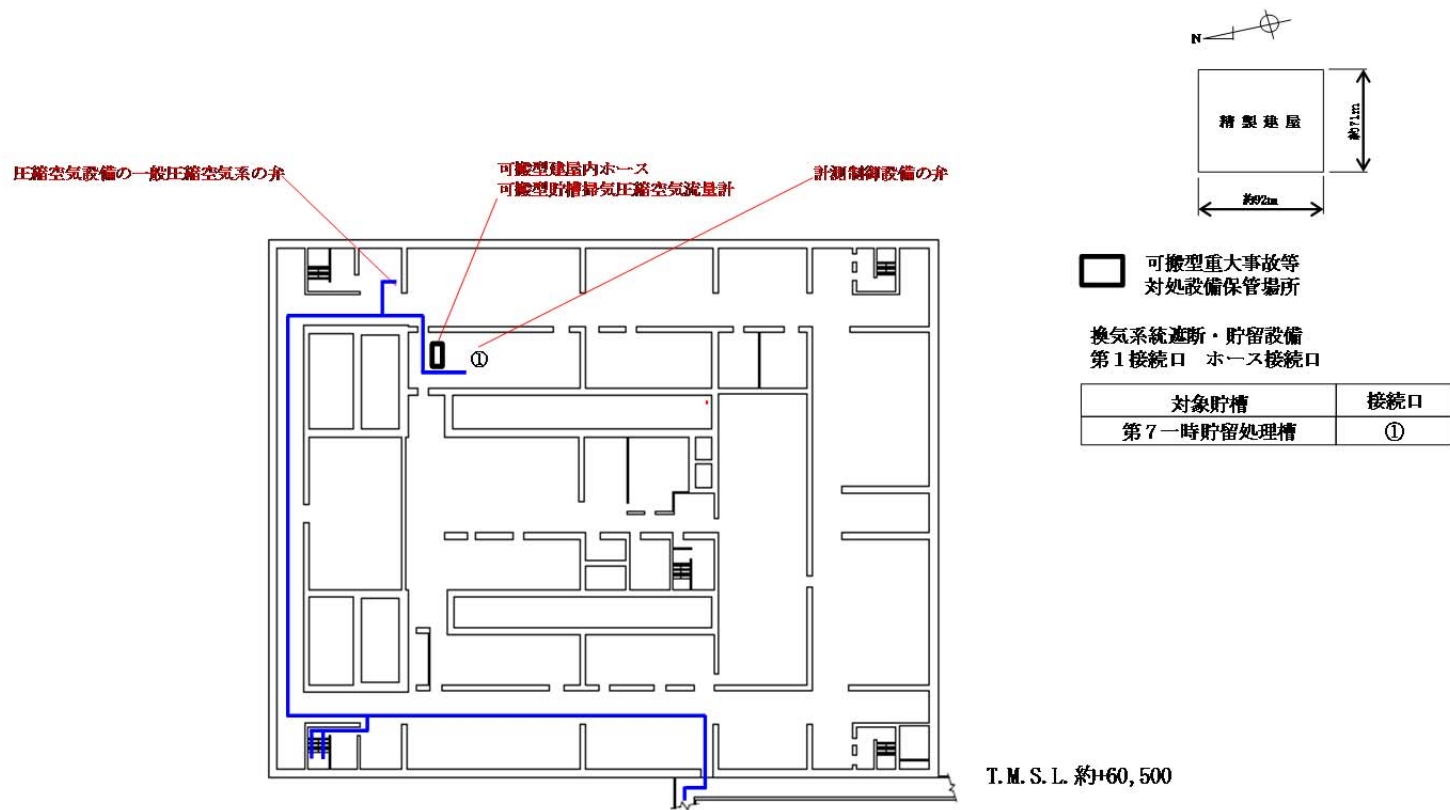 N
精製建屋
約71m
約92m
圧縮空気設備の一般圧縮空気系の弁
可搬型建屋内ホース
可搬型貯槽掃気圧縮空気流量計
計測制御設備の弁
①
可搬型重大事故等
対処設備保管場所
換気系統遮断・貯留設備
第1接続口 ホース接続口
対象貯槽 接続口
第7一時貯留処理槽 ①
T.M.S.L.約+60,500